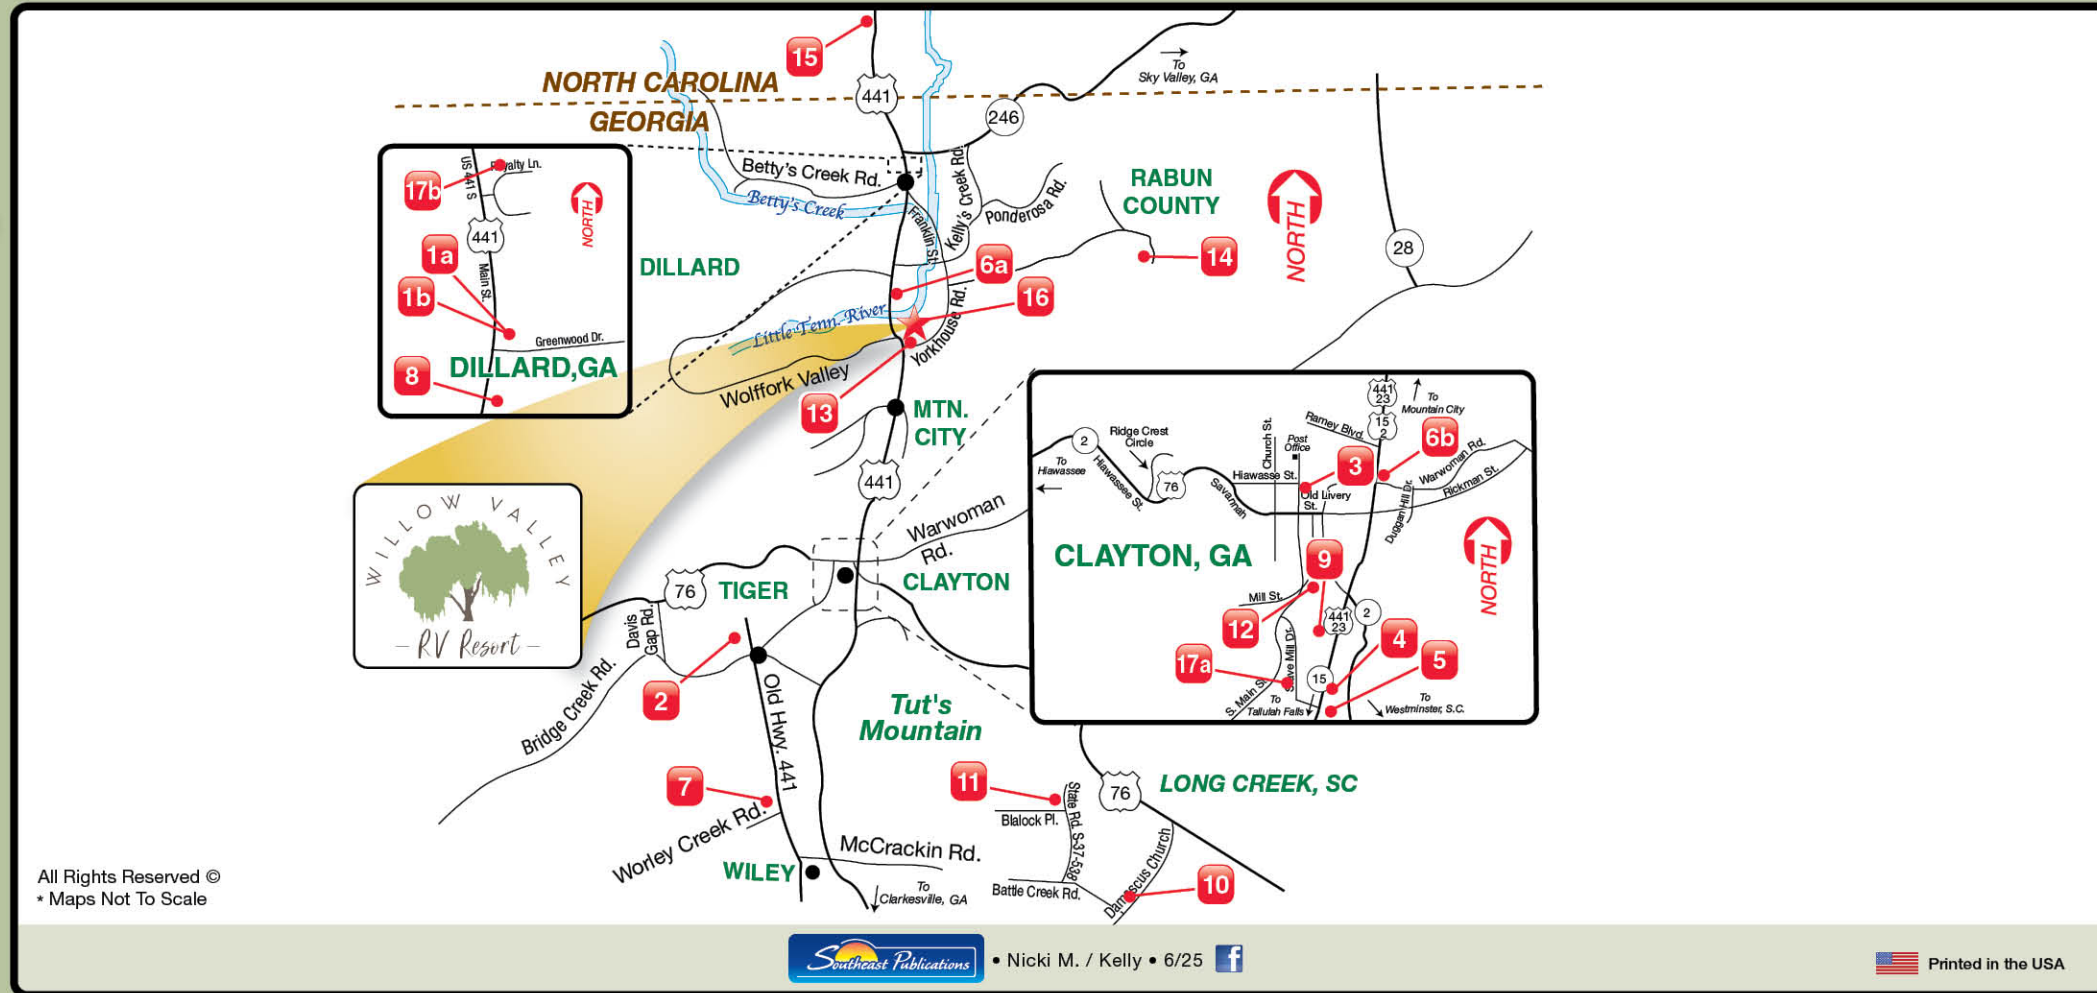 15
NORTH CAROLINA
GEORGIA
441
246
To
Sky Valley, GA
Betty's Creek Rd.
Betty's Creek
Kelly's Creek Rd.
Ponderosa Rd.
Franklin St.
RABUN
COUNTY
NORTH
14
28
DILLARD
6a
16
Little Tenn. River
Yorkhouse Rd.
Wolffork Valley
13
MTN.
CITY
441
17b
US 441 S
Royalty Ln.
NORTH
441
1a
1b
Main St.
Greenwood Dr.
8
DILLARD,GA
WILLOW VALLEY
- RV Resort -
Warwoman
Rd.
76
TIGER
CLAYTON
Davis
Gap Rd.
Bridge Creek Rd.
2
Old Hwy. 441
Tut's
Mountain
7
Worley Creek Rd.
WILEY
McCrackin Rd.
To
Clarkesville, GA
11
Blalock Pl.
State Rd. S-37-538
Battle Creek Rd.
Damascus Church
10
76
LONG CREEK, SC
441
23
To
Mountain City
15
2
Ramey Blvd.
6b
2
Ridge Crest
Circle
Church St.
Post
Office
3
Warwoman Rd.
Rickman St.
To
Hiawassee
Hiawassee St.
76
Hiawasse St.
Savannah
Old Livery
St.
Duggan Hill Dr.
CLAYTON, GA
9
NORTH
Mill St.
12
441
23
2
4
5
17a
Stave Mill Dr.
15
S. Main St.
To
Tallulah Falls
To
Westminster, S.C.
All Rights Reserved ©
* Maps Not To Scale
Southeast Publications
• Nicki M. / Kelly • 6/25
f
Printed in the USA